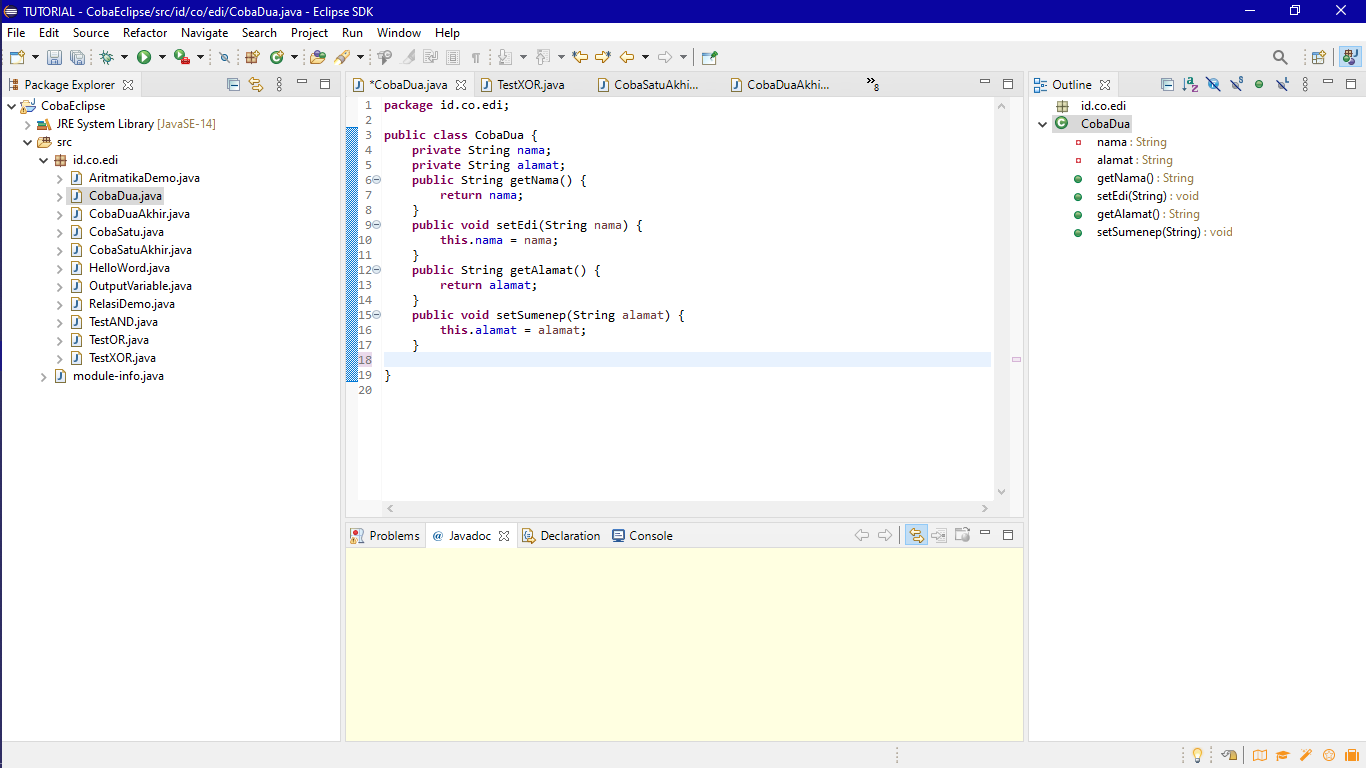 TUTORIAL - CobaEclipse/src/id/co/edi/CobaDua.java - Eclipse SDK
File Edit Source Refactor Navigate Search Project Run Window Help
Package Explorer
CobaEclipse
JRE System Library [JavaSE-14]
src
id.co.edi
AritmatikaDemo.java
CobaDua.java
CobaDuaAkhir.java
CobaSatu.java
CobaSatuAkhir.java
HelloWord.java
OutputVariable.java
RelasiDemo.java
TestAND.java
TestOR.java
TestXOR.java
module-info.java
*CobaDua.java TestXOR.java CobaSatuAkhi... CobaDuaAkhi... »8
1 package id.co.edi;
2
3 public class CobaDua {
4 private String nama;
5 private String alamat;
6 public String getNama() {
7 return nama;
8 }
9 public void setEdi(String nama) {
10 this.nama = nama;
11 }
12 public String getAlamat() {
13 return alamat;
14 }
15 public void setSumenep(String alamat) {
16 this.alamat = alamat;
17 }
18
19 }
20
Problems @ Javadoc Declaration Console
Outline
id.co.edi
CobaDua
nama : String
alamat : String
getNama() : String
setEdi(String) : void
getAlamat() : String
setSumenep(String) : void